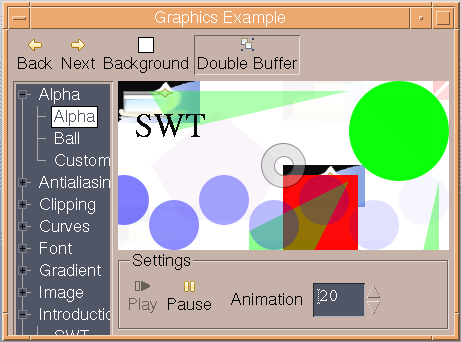 Graphics Example
Back Next Background Double Buffer
Alpha
Alpha
Ball
Custom
Antialiasin
Clipping
Curves
Font
Gradient
Image
Introductio
SWT
SWT
Settings
Play Pause Animation 20